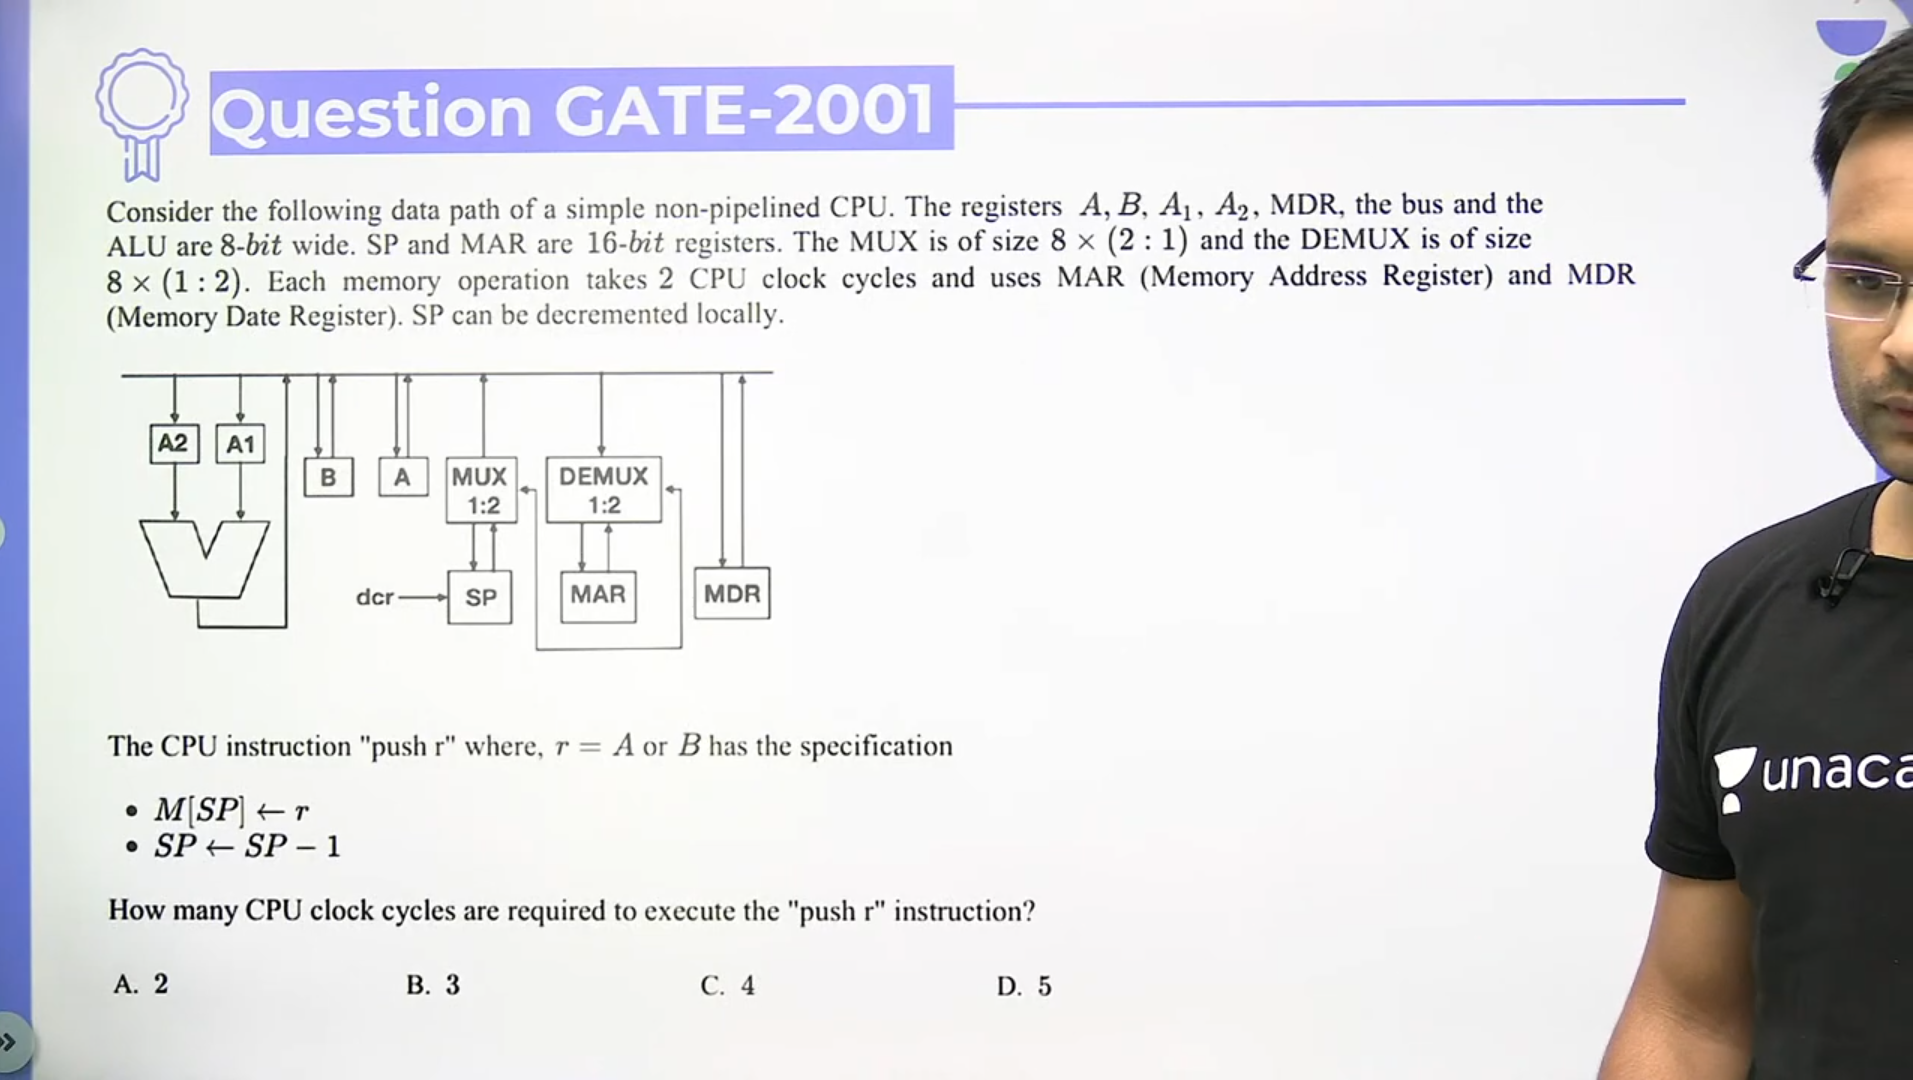 Question GATE-2001
Consider the following data path of a simple non-pipelined CPU. The registers A, B, A₁, A₂, MDR, the bus and the
ALU are 8-bit wide. SP and MAR are 16-bit registers. The MUX is of size 8 × (2 : 1) and the DEMUX is of size
8 × (1 : 2). Each memory operation takes 2 CPU clock cycles and uses MAR (Memory Address Register) and MDR
(Memory Date Register). SP can be decremented locally.
A2 A1
B A MUX DEMUX
1:2 1:2
dcr SP MAR MDR
The CPU instruction "push r" where, r = A or B has the specification
• M[SP] ← r
• SP ← SP – 1
How many CPU clock cycles are required to execute the "push r" instruction?
A. 2 B. 3 C. 4 D. 5
unaca